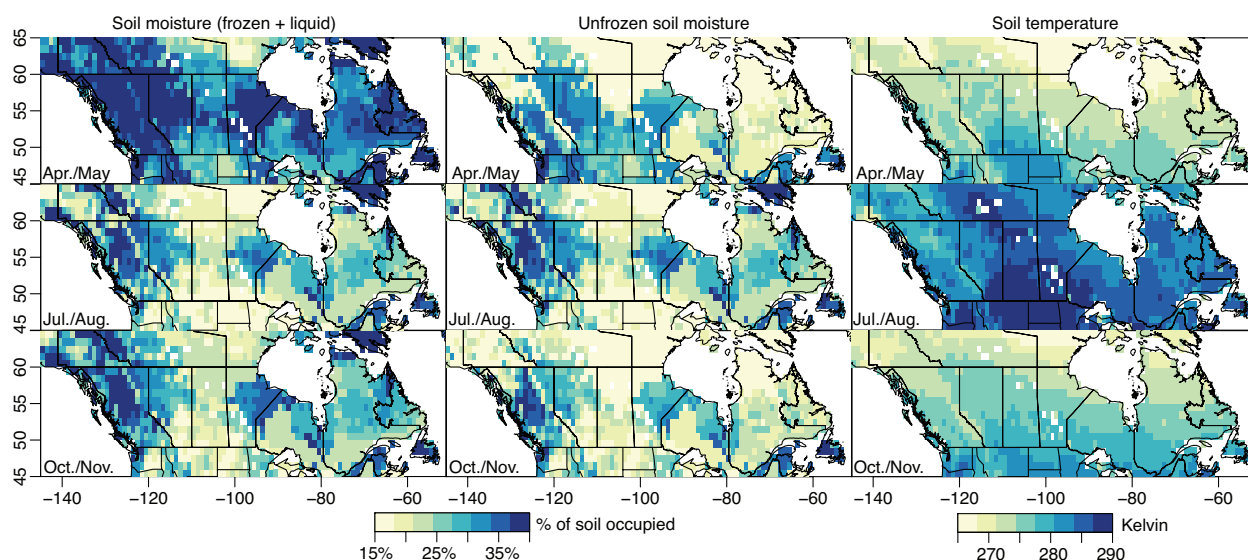 Soil moisture (frozen + liquid) Unfrozen soil moisture Soil temperature
65
60
55
50
45
Apr./May Apr./May Apr./May
60
55
50
45
Jul./Aug. Jul./Aug. Jul./Aug.
60
55
50
45
Oct./Nov. Oct./Nov. Oct./Nov.
−140 −120 −100 −80 −60 −140 −120 −100 −80 −60 −140 −120 −100 −80 −60
% of soil occupied Kelvin
15% 25% 35% 270 280 290